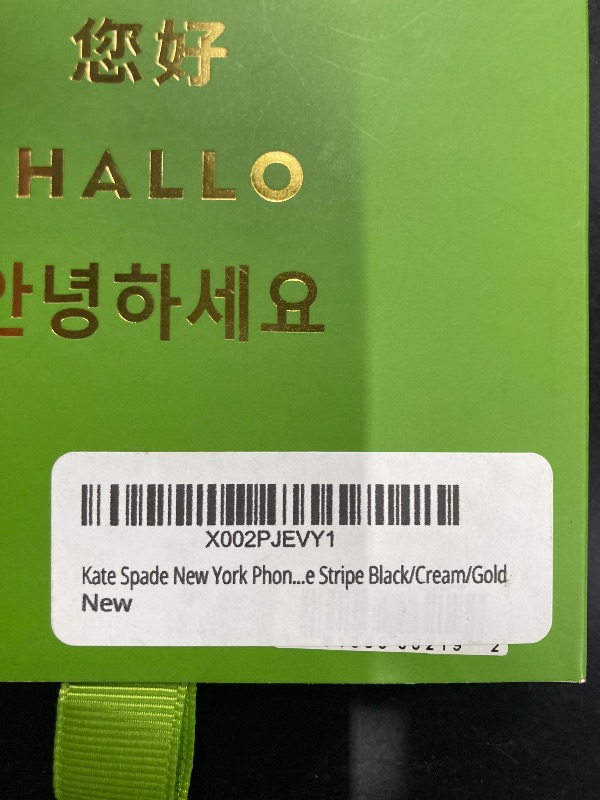 您好
HALLO
안녕하세요
X002PJEVY1
Kate Spade New York Phon...e Stripe Black/Cream/Gold
New